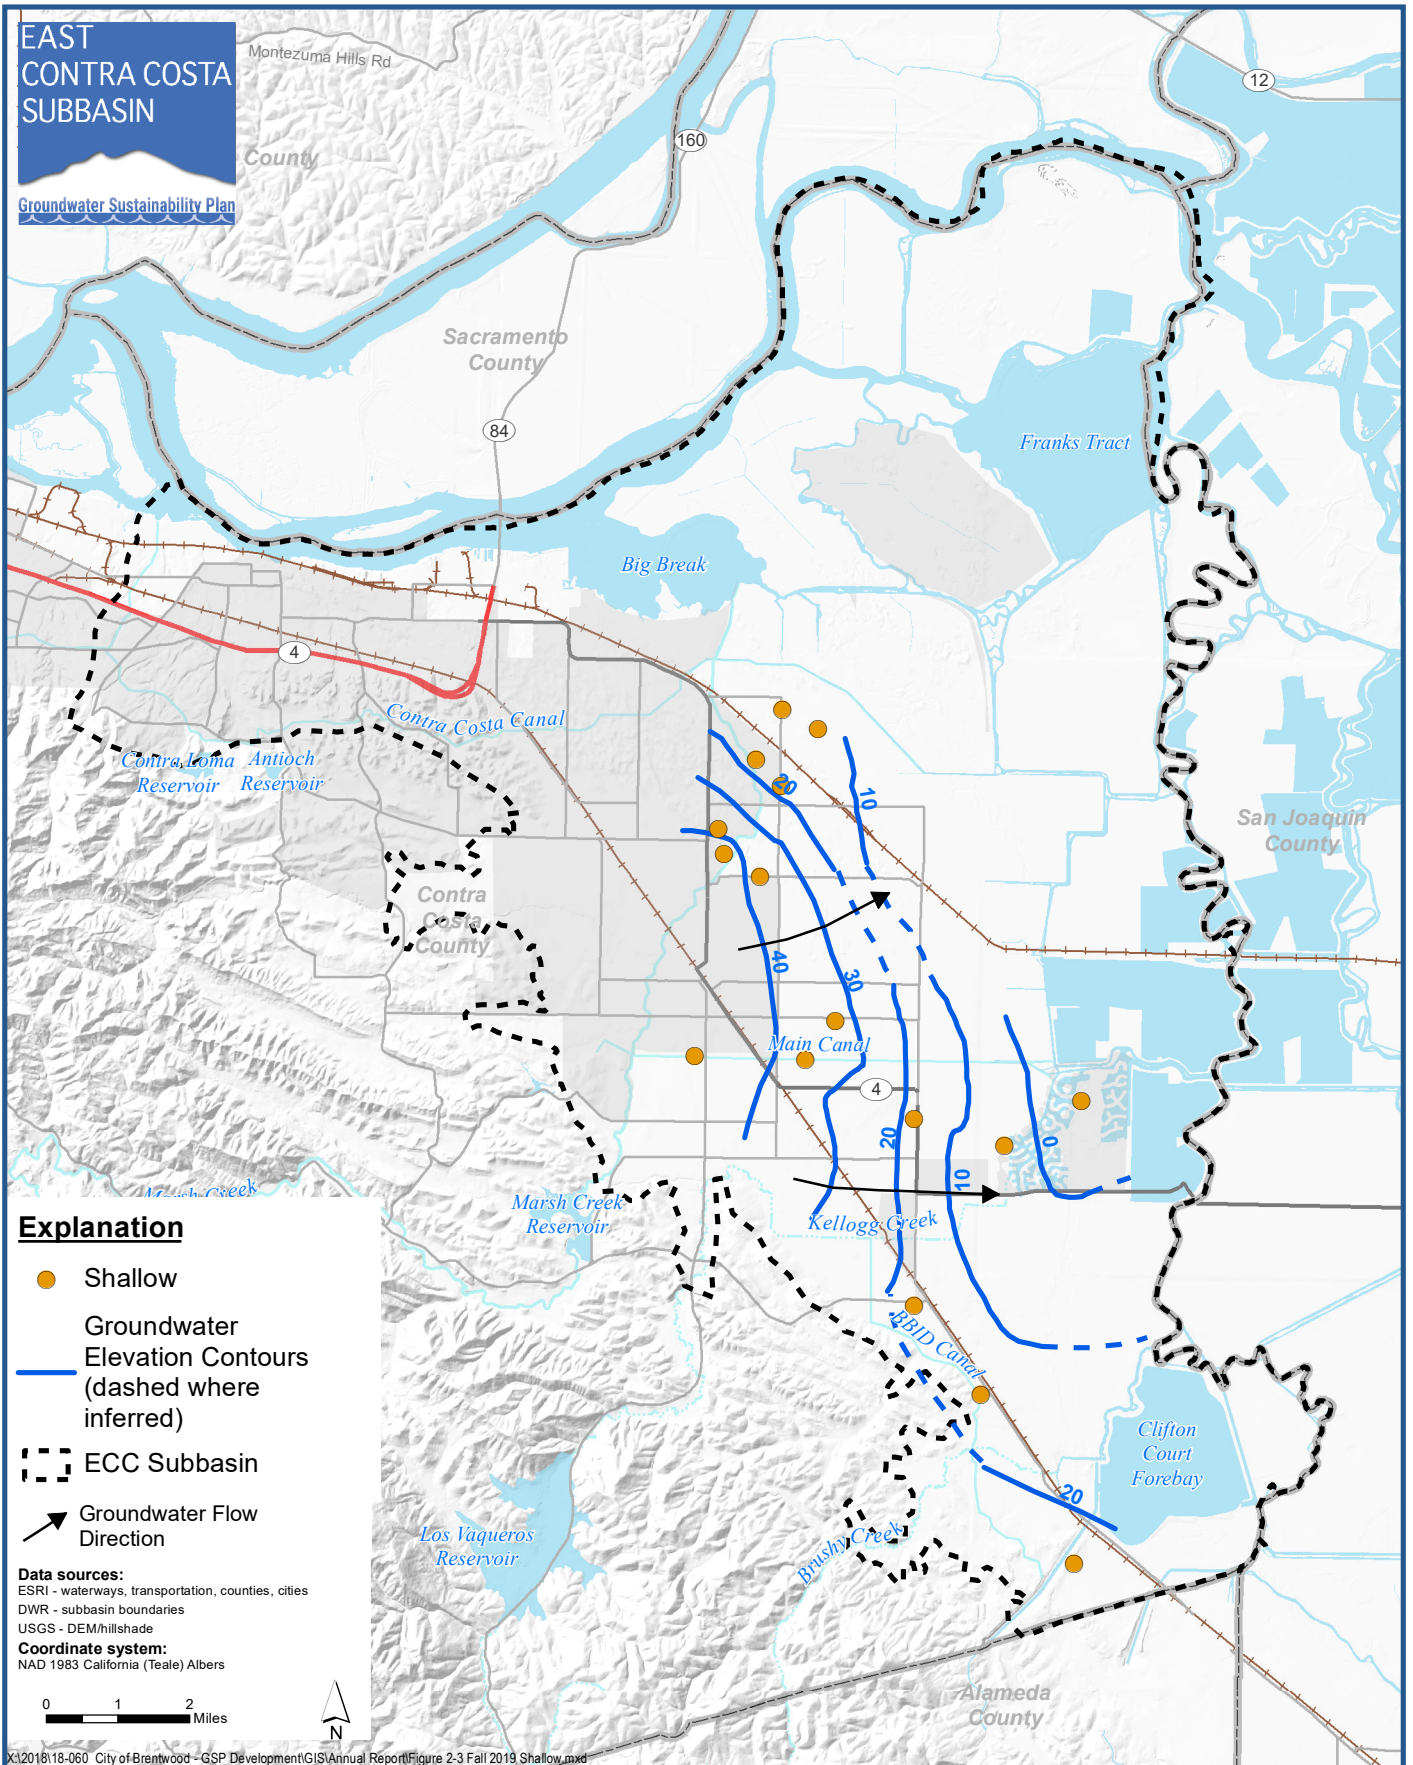 EAST
CONTRA COSTA
SUBBASIN
Groundwater Sustainability Plan
Montezuma Hills Rd
County
160
12
Sacramento
County
84
Franks Tract
Big Break
4
Contra Costa Canal
Contra Loma
Reservoir
Antioch
Reservoir
20
10
San Joaquin
County
Contra
Costa
County
40
30
Main Canal
4
20
0
10
Marsh Creek
Marsh Creek
Reservoir
Kellogg Creek
BBID Canal
Clifton
Court
Forebay
20
Los Vaqueros
Reservoir
Brushy Creek
Alameda
County
Explanation
Shallow
Groundwater
Elevation Contours
(dashed where
inferred)
ECC Subbasin
Groundwater Flow
Direction
Data sources:
ESRI - waterways, transportation, counties, cities
DWR - subbasin boundaries
USGS - DEM/hillshade
Coordinate system:
NAD 1983 California (Teale) Albers
0 1 2
Miles
N
X:\2018\18-060 City of Brentwood - GSP Development\GIS\Annual Report\Figure 2-3 Fall 2019 Shallow.mxd